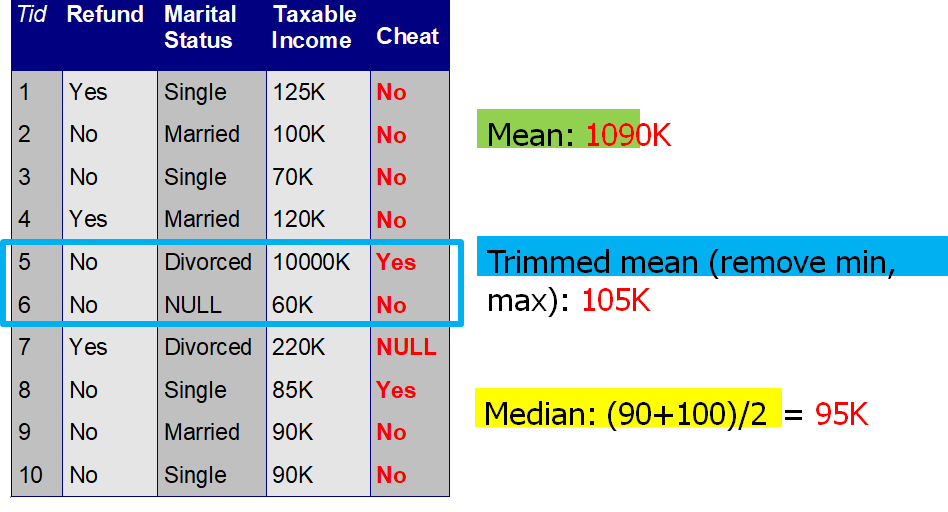 Tid Refund Marital Status Taxable Income Cheat
1 Yes Single 125K No
2 No Married 100K No
3 No Single 70K No
4 Yes Married 120K No
5 No Divorced 10000K Yes
6 No NULL 60K No
7 Yes Divorced 220K NULL
8 No Single 85K Yes
9 No Married 90K No
10 No Single 90K No
Mean: 1090K
Trimmed mean (remove min,
max): 105K
Median: (90+100)/2 = 95K